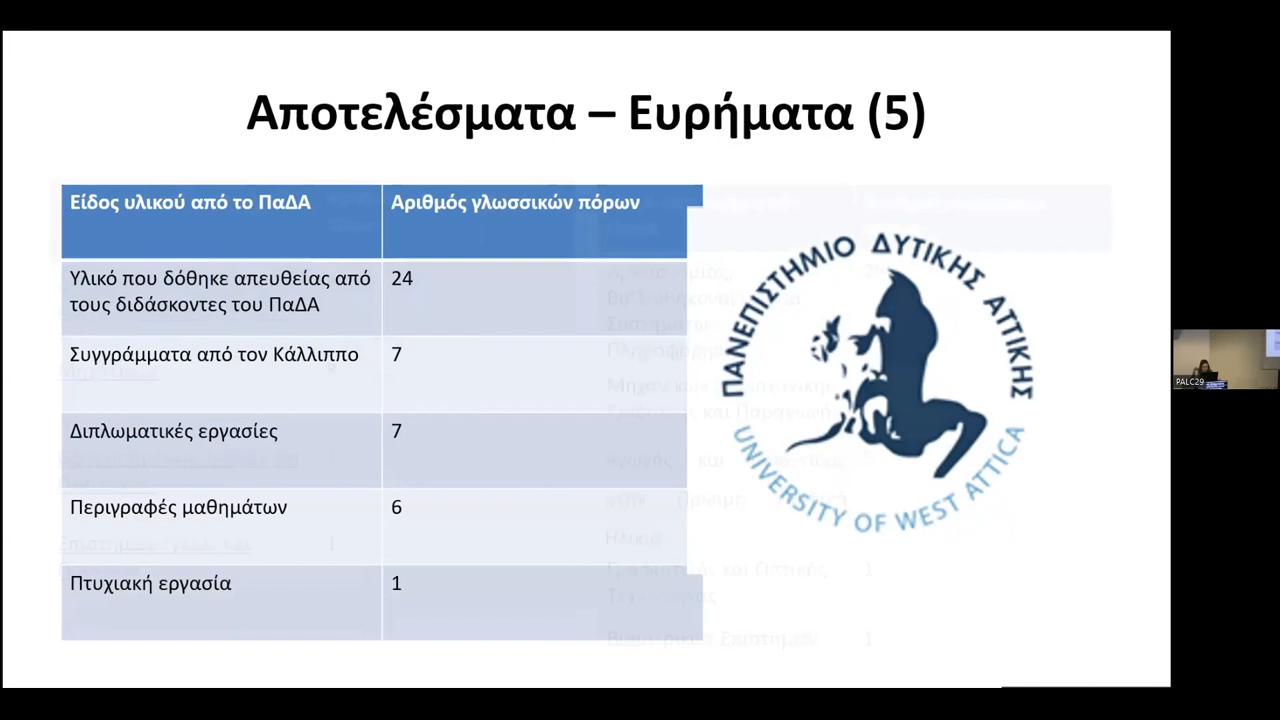 Αποτελέσματα – Ευρήματα (5)
Είδος υλικού από το ΠαΔΑ
Αριθμός γλωσσικών πόρων
Υλικό που δόθηκε απευθείας από
τους διδάσκοντες του ΠαΔΑ
24
Συγγράμματα από τον Κάλλιππο
7
Διπλωματικές εργασίες
7
Περιγραφές μαθημάτων
6
Πτυχιακή εργασία
1
ΠΑΝΕΠΙΣΤΗΜΙΟ ΔΥΤΙΚΗΣ ΑΤΤΙΚΗΣ
UNIVERSITY OF WEST ATTICA
PALC29